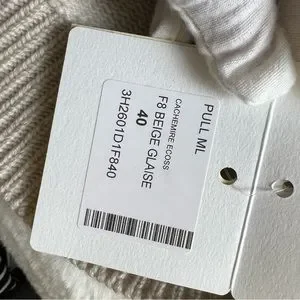 PULL ML
CACHEMIRE ECOSS
F8 BEIGE GLAISE
40
3H2601D1F840